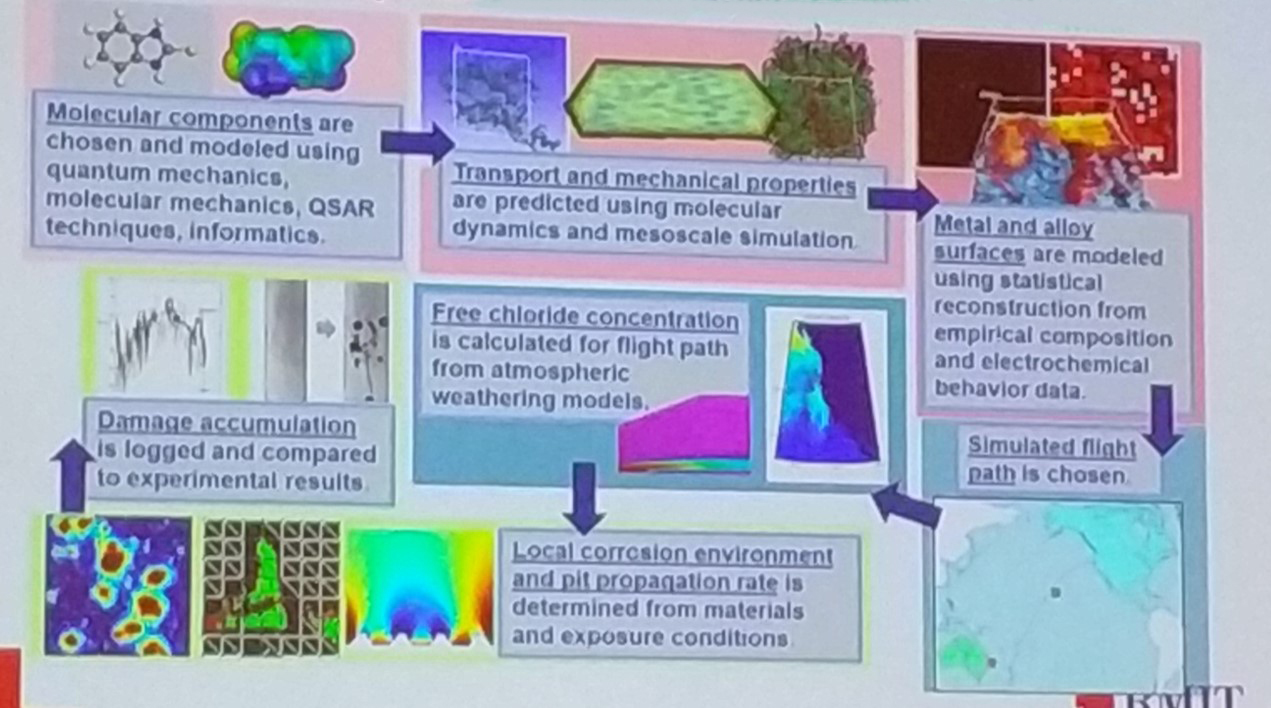 Molecular components are
chosen and modeled using
quantum mechanics,
molecular mechanics, QSAR
techniques, informatics.
Transport and mechanical properties
are predicted using molecular
dynamics and mesoscale simulation.
Metal and alloy
surfaces are modeled
using statistical
reconstruction from
empirical composition
and electrochemical
behavior data.
Simulated flight
path is chosen.
Free chloride concentration
is calculated for flight path
from atmospheric
weathering models.
Local corrosion environment
and pit propagation rate is
determined from materials
and exposure conditions.
Damage accumulation
is logged and compared
to experimental results.
RMIT